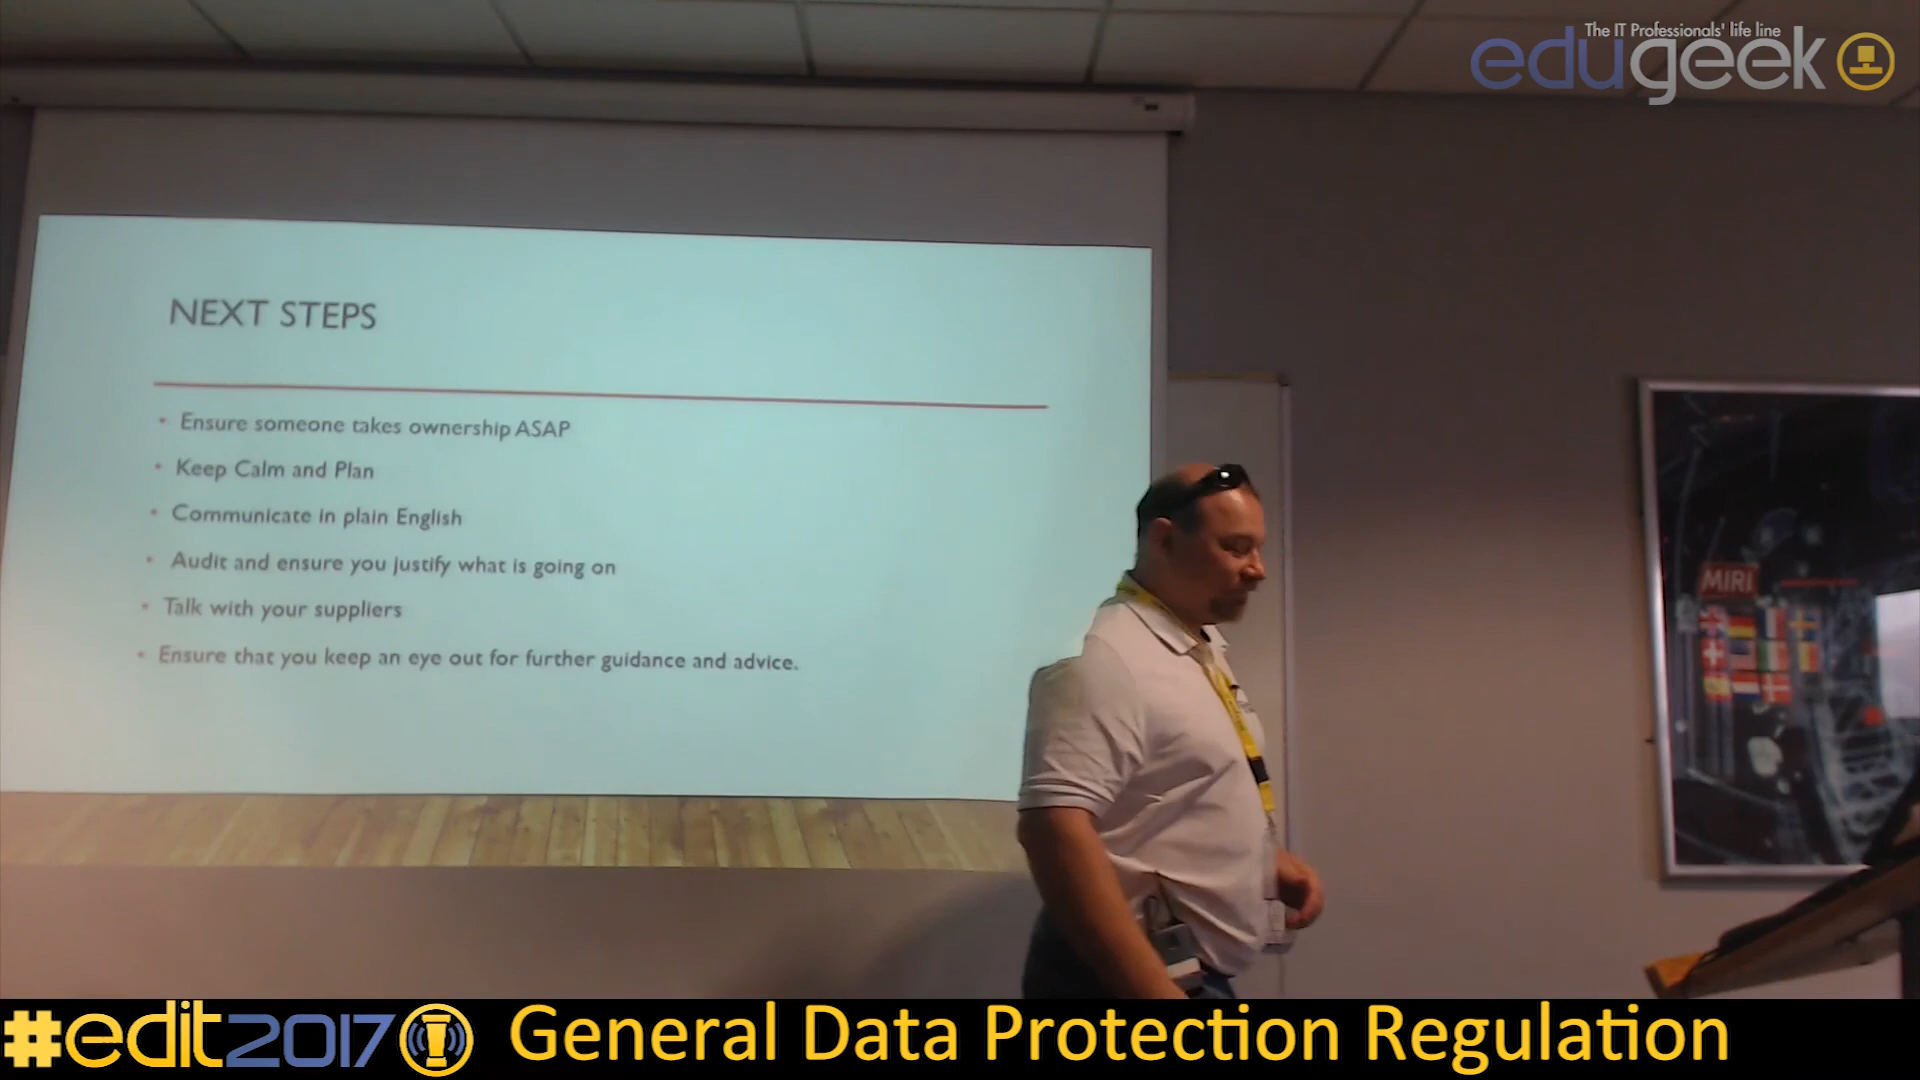 The IT Professionals' life line
edugeek
NEXT STEPS
• Ensure someone takes ownership ASAP
• Keep Calm and Plan
• Communicate in plain English
• Audit and ensure you justify what is going on
• Talk with your suppliers
• Ensure that you keep an eye out for further guidance and advice.
MIRI
#edit2017 General Data Protection Regulation